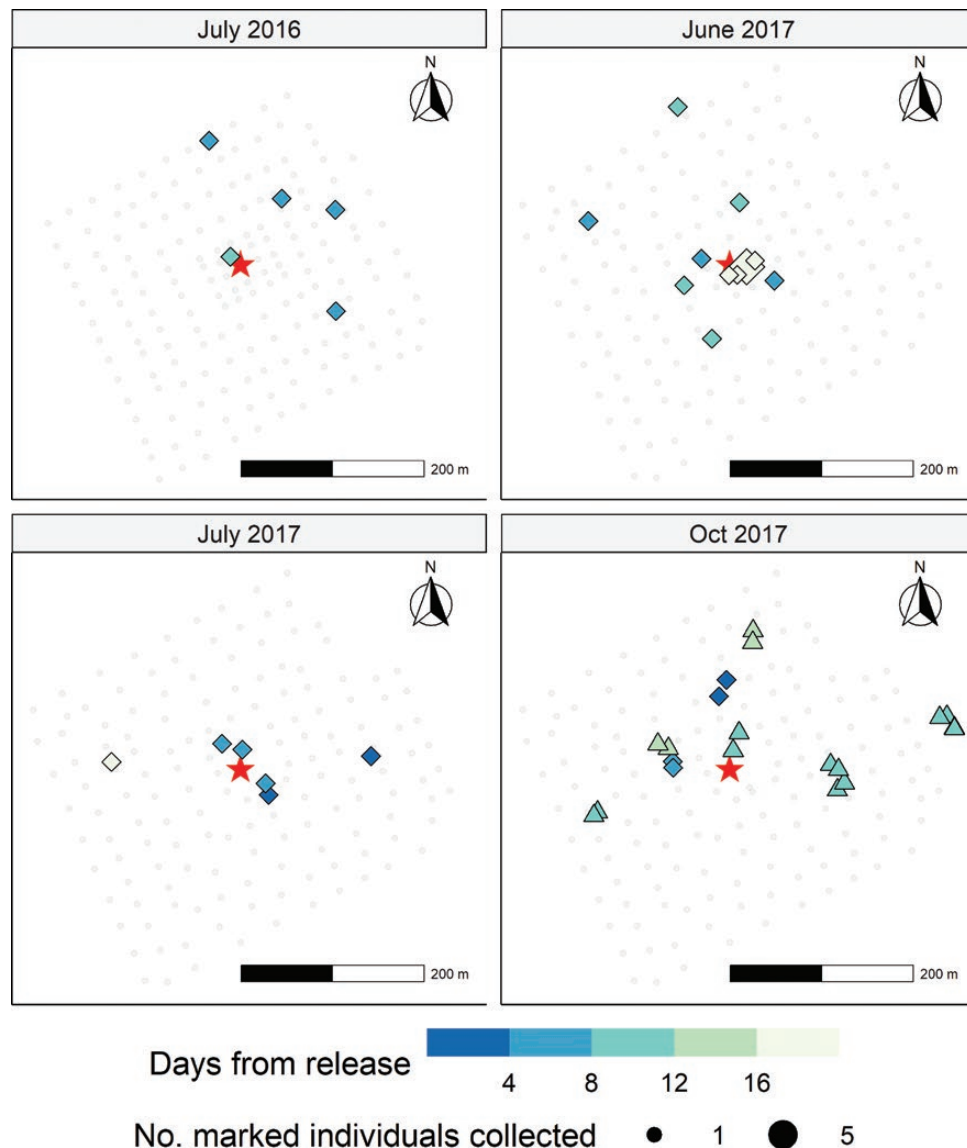 July 2016
June 2017
N
N
200 m
200 m
July 2017
Oct 2017
N
N
200 m
200 m
Days from release
4 8 12 16
No. marked individuals collected 1 5